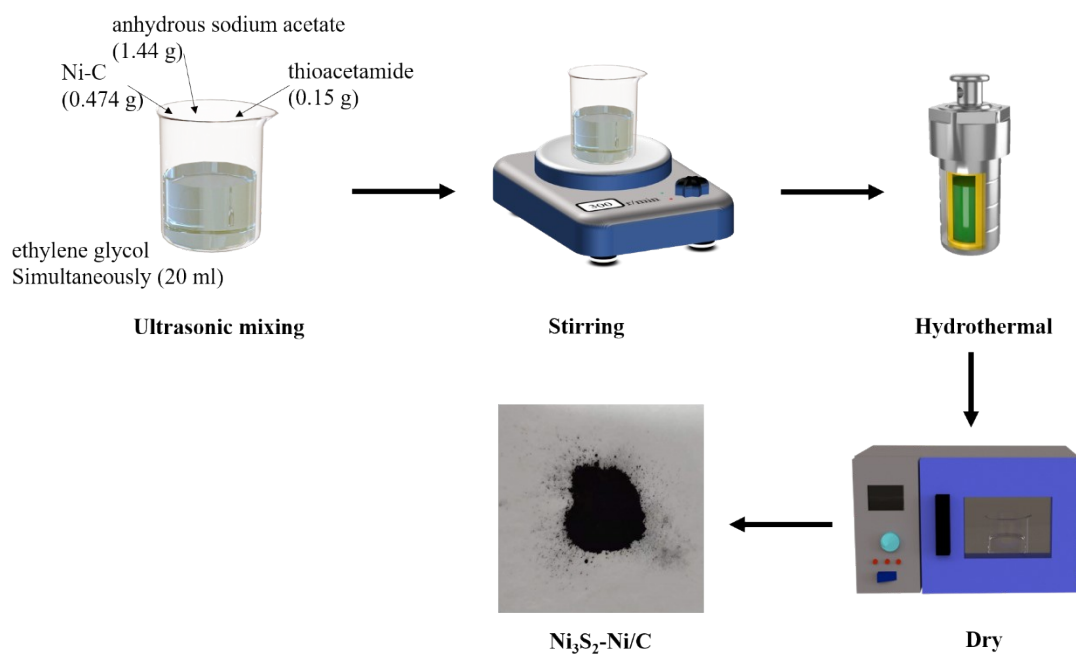 anhydrous sodium acetate
(1.44 g)
Ni-C
(0.474 g)
thioacetamide
(0.15 g)
ethylene glycol
Simultaneously (20 ml)
300 r/min
Ultrasonic mixing
Stirring
Hydrothermal
Ni₃S₂-Ni/C
Dry